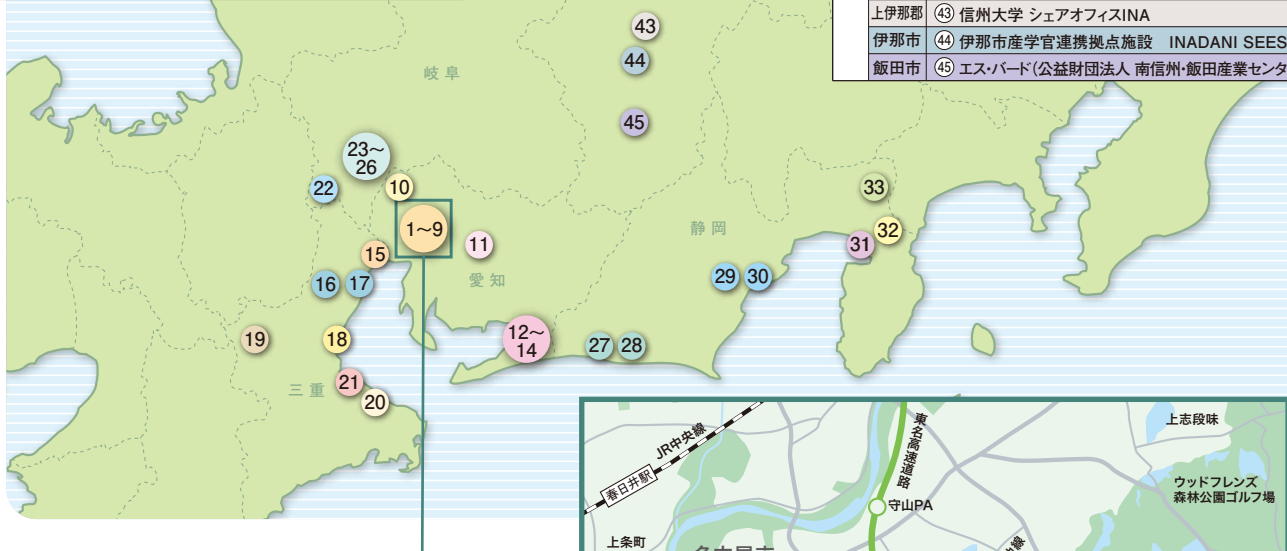 上伊那郡 ㊸ 信州大学 シェアオフィスINA
伊那市 ㊹ 伊那市産学官連携拠点施設 INADANI SEES
飯田市 ㊺ エス・バード(公益財団法人 南信州・飯田産業センタ
43
44
岐阜
45
23～
26
22
10
33
1～9
静岡
32
11
31
15
愛知
29
30
16
17
19
18
12～
14
27
28
三重
21
20
JR中央線
春日井駅
東名高速道路
上志段味
ウッドフレンズ
森林公園ゴルフ場
守山PA
上条町